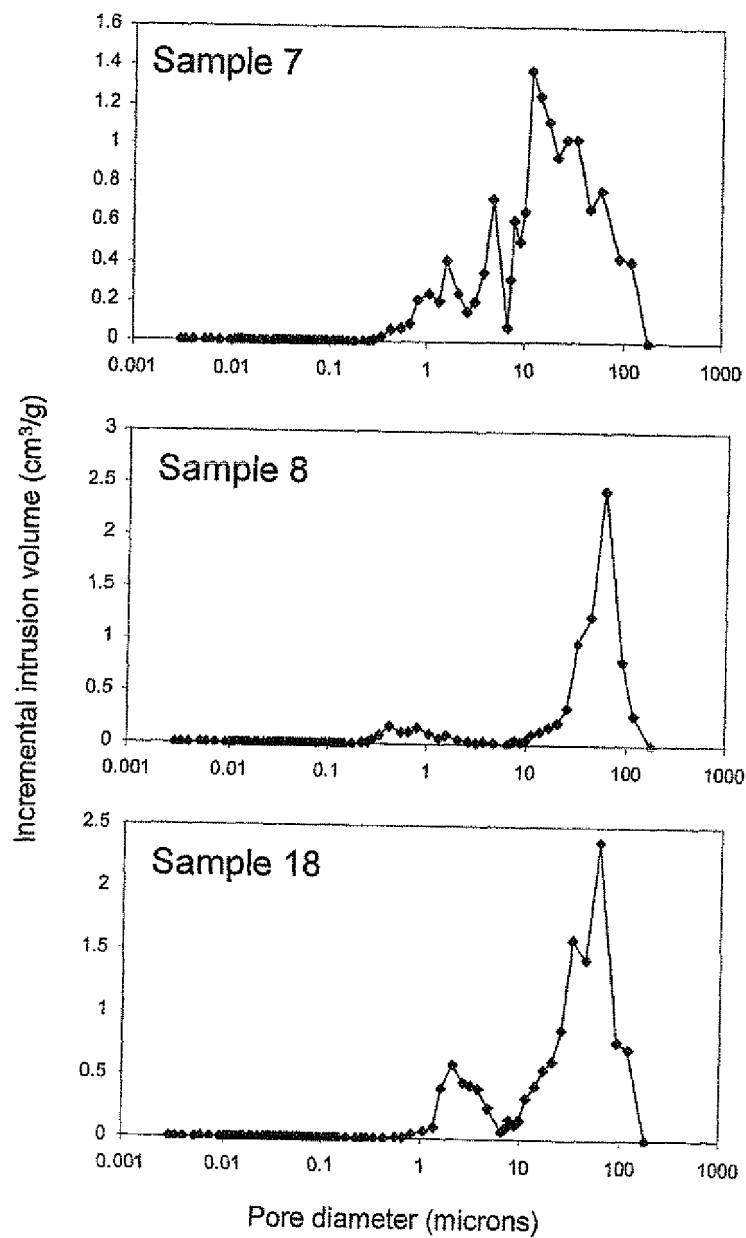 Incremental intrusion volume (cm³/g)
Sample 7
1.6
1.4
1.2
1
0.8
0.6
0.4
0.2
0
0.001 0.01 0.1 1 10 100 1000
Sample 8
3
2.5
2
1.5
1
0.5
0
0.001 0.01 0.1 1 10 100 1000
Sample 18
2.5
2
1.5
1
0.5
0
0.001 0.01 0.1 1 10 100 1000
Pore diameter (microns)